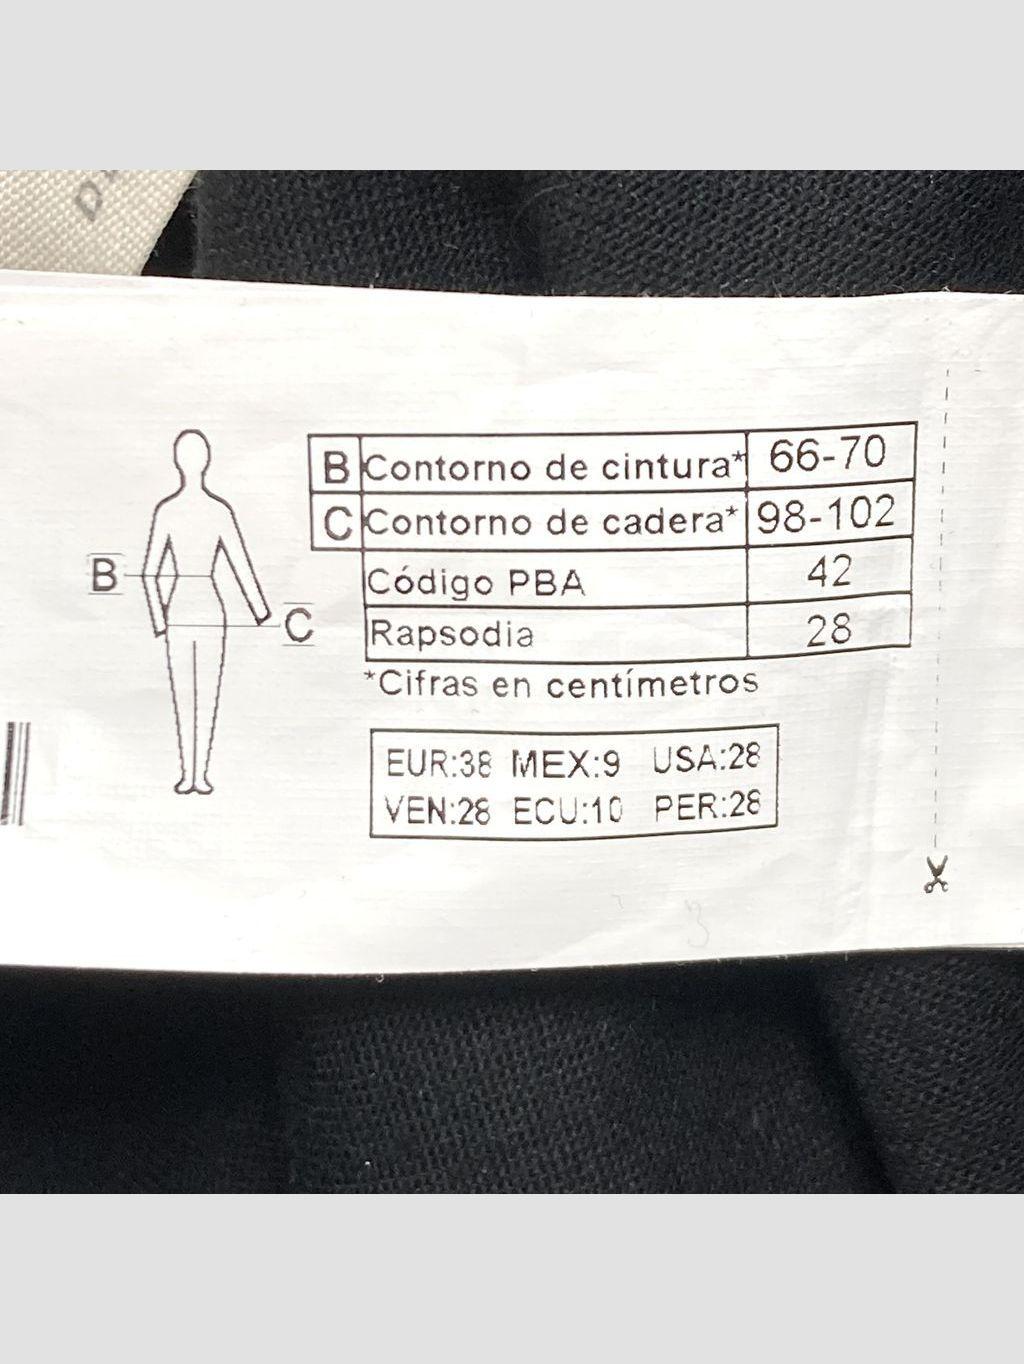 B Contorno de cintura* 66-70
C Contorno de cadera* 98-102
Código PBA 42
Rapsodia 28
*Cifras en centímetros
B
C
EUR:38 MEX:9 USA:28
VEN:28 ECU:10 PER:28